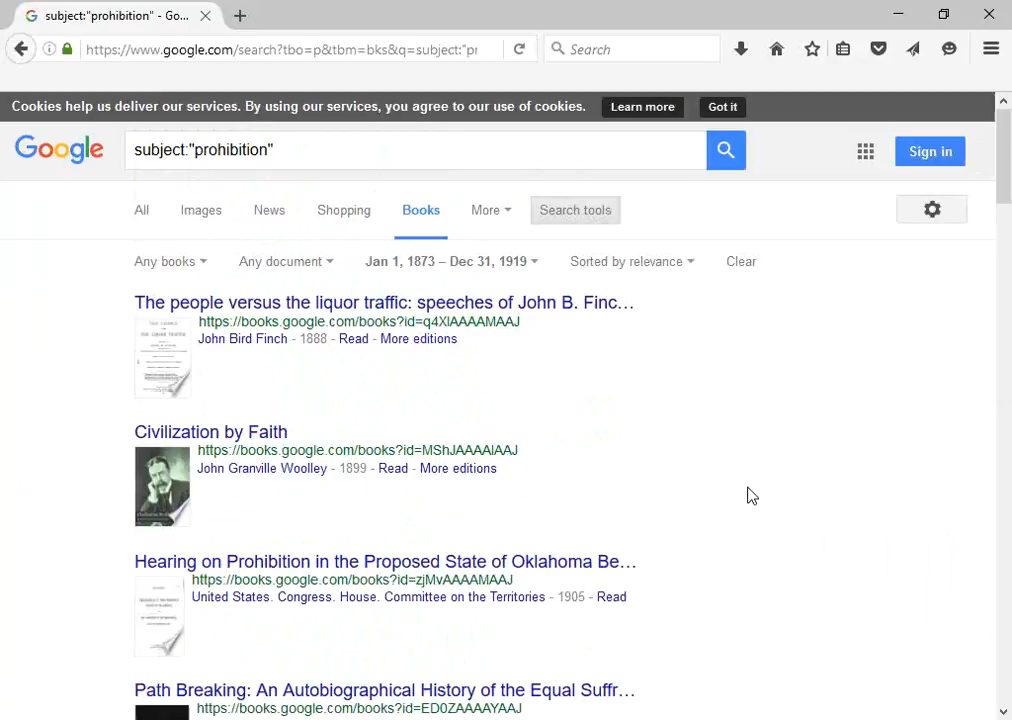 subject:"prohibition" - Go...
https://www.google.com/search?tbo=p&tbm=bks&q=subject:"pr
Search
Cookies help us deliver our services. By using our services, you agree to our use of cookies. Learn more Got it
Google
subject:"prohibition"
Sign in
All Images News Shopping Books More Search tools
Any books Any document Jan 1, 1873 – Dec 31, 1919 Sorted by relevance Clear
The people versus the liquor traffic: speeches of John B. Finc...
https://books.google.com/books?id=q4XlAAAAMAAJ
John Bird Finch - 1888 - Read - More editions
Civilization by Faith
https://books.google.com/books?id=MShJAAAAIAAJ
John Granville Woolley - 1899 - Read - More editions
Hearing on Prohibition in the Proposed State of Oklahoma Be...
https://books.google.com/books?id=zjMvAAAAMAAJ
United States. Congress. House. Committee on the Territories - 1905 - Read
Path Breaking: An Autobiographical History of the Equal Suffr...
https://books.google.com/books?id=ED0ZAAAAYAAJ